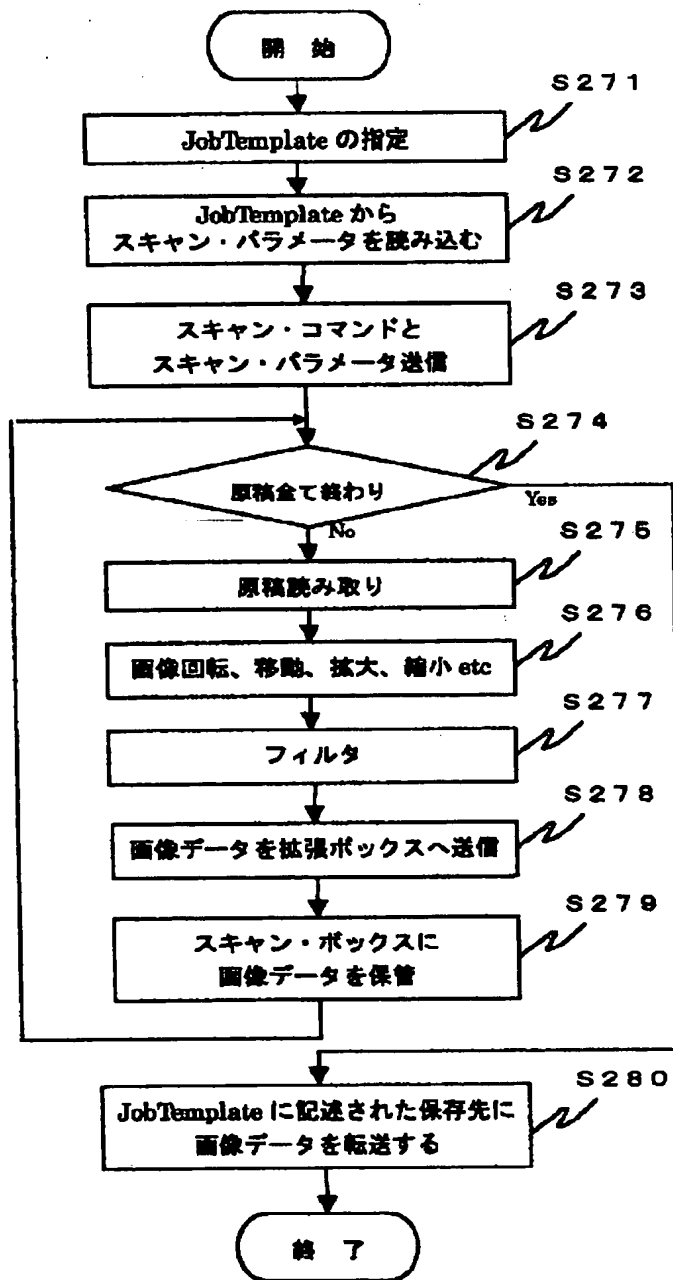 開 始
S271
JobTemplate の指定
S272
JobTemplate から
スキャン・パラメータを読み込む
S273
スキャン・コマンドと
スキャン・パラメータ送信
S274
原稿全て終わり
Yes
No
S275
原稿読み取り
S276
画像回転、移動、拡大、縮小 etc
S277
フィルタ
S278
画像データを拡張ボックスへ送信
S279
スキャン・ボックスに
画像データを保管
S280
JobTemplate に記述された保存先に
画像データを転送する
終 了